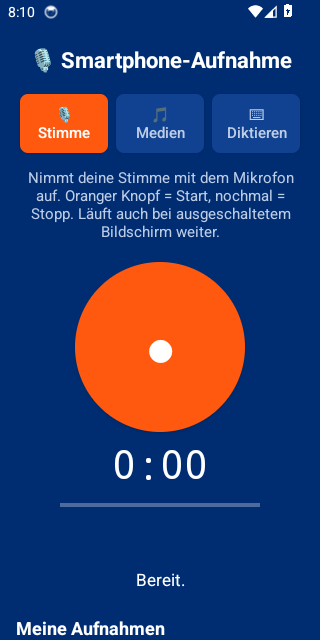 8:10
🎙️ Smartphone-Aufnahme
Stimme
Medien
Diktieren
Nimmt deine Stimme mit dem Mikrofon
auf. Oranger Knopf = Start, nochmal =
Stopp. Läuft auch bei ausgeschaltetem
Bildschirm weiter.
0:00
Bereit.
Meine Aufnahmen